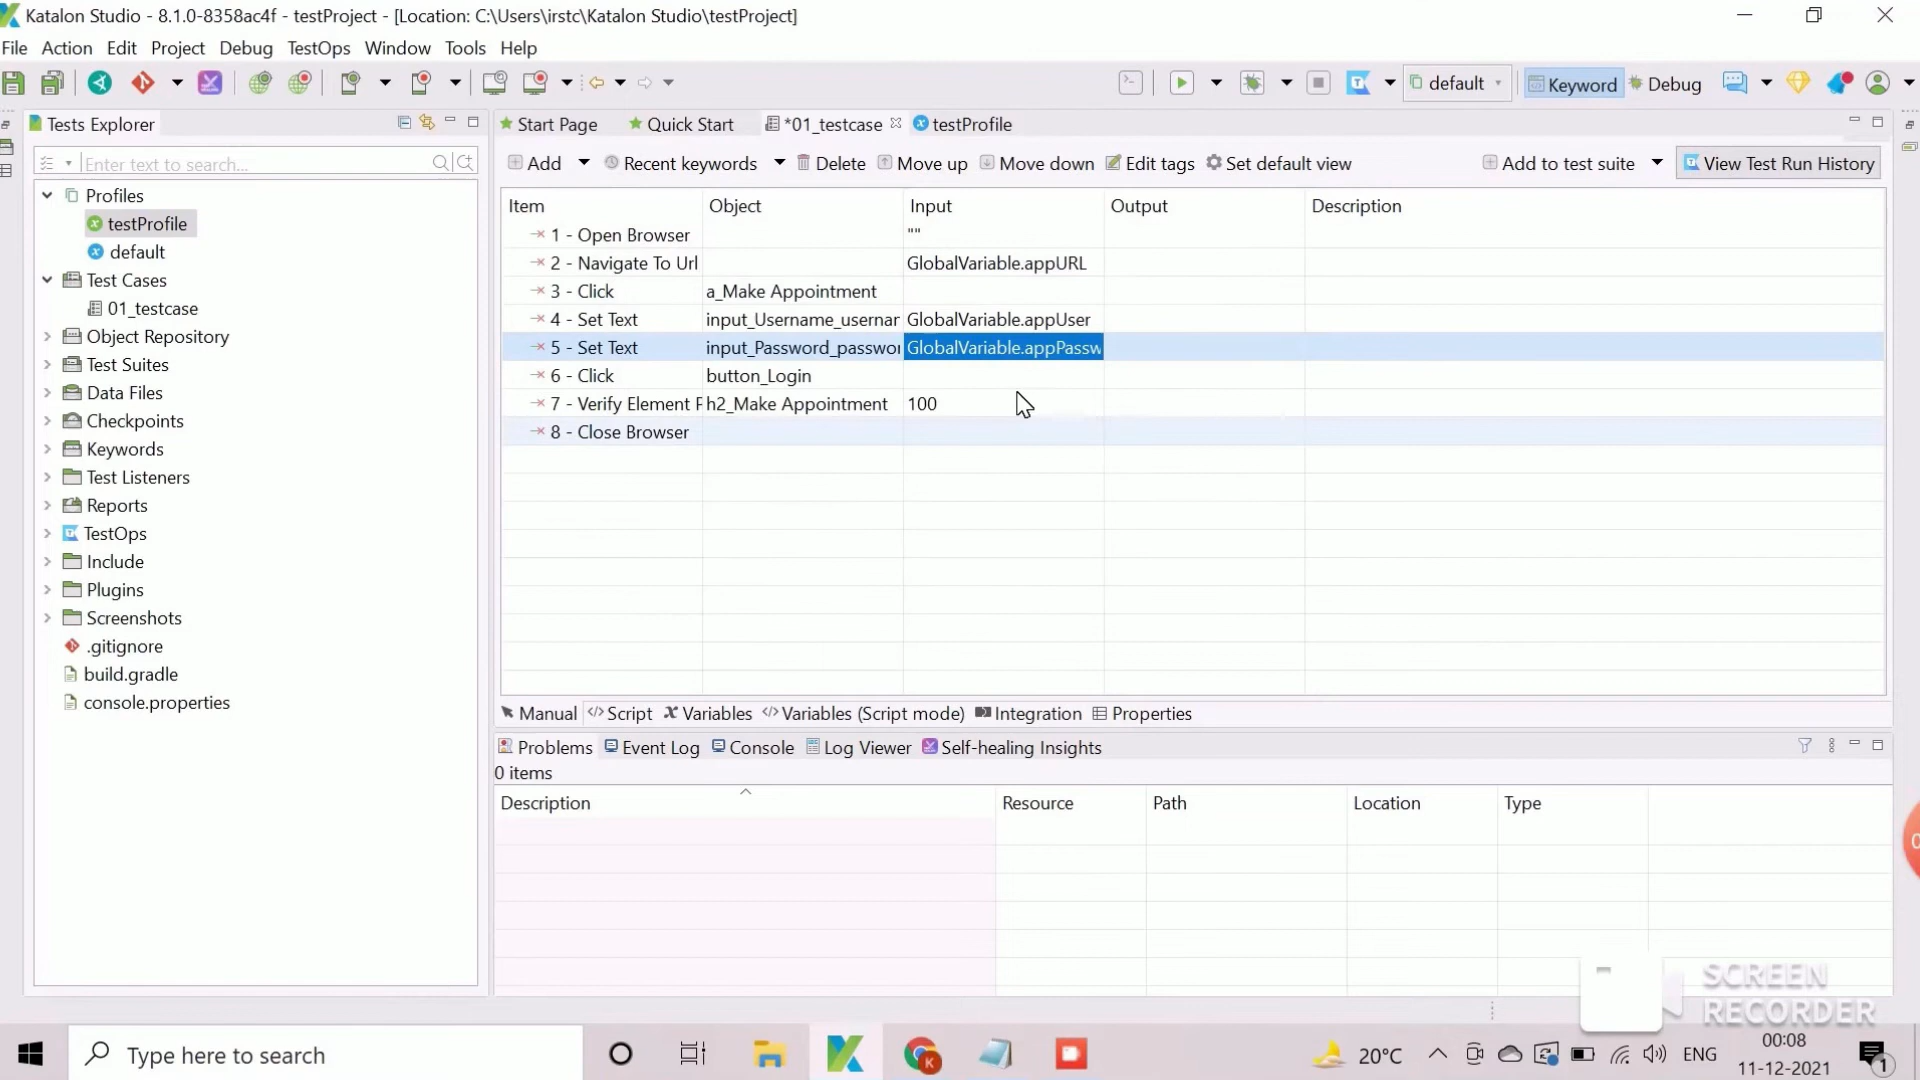 Katalon Studio - 8.1.0-8358ac4f - testProject - [Location: C:\Users\irstc\Katalon Studio\testProject]
File Action Edit Project Debug TestOps Window Tools Help
default Keyword Debug
Tests Explorer
Start Page Quick Start *01_testcase testProfile
Enter text to search...
Add Recent keywords Delete Move up Move down Edit tags Set default view Add to test suite View Test Run History
Profiles
testProfile
default
Test Cases
01_testcase
Object Repository
Test Suites
Data Files
Checkpoints
Keywords
Test Listeners
Reports
TestOps
Include
Plugins
Screenshots
.gitignore
build.gradle
console.properties
Item Object Input Output Description
1 - Open Browser ""
2 - Navigate To Url GlobalVariable.appURL
3 - Click a_Make Appointment
4 - Set Text input_Username_usernar GlobalVariable.appUser
5 - Set Text input_Password_passwor GlobalVariable.appPassw
6 - Click button_Login
7 - Verify Element P h2_Make Appointment 100
8 - Close Browser
Manual Script Variables Variables (Script mode) Integration Properties
Problems Event Log Console Log Viewer Self-healing Insights
0 items
Description Resource Path Location Type
SCREEN
RECORDER
Type here to search
20°C
ENG
00:08
11-12-2021
1